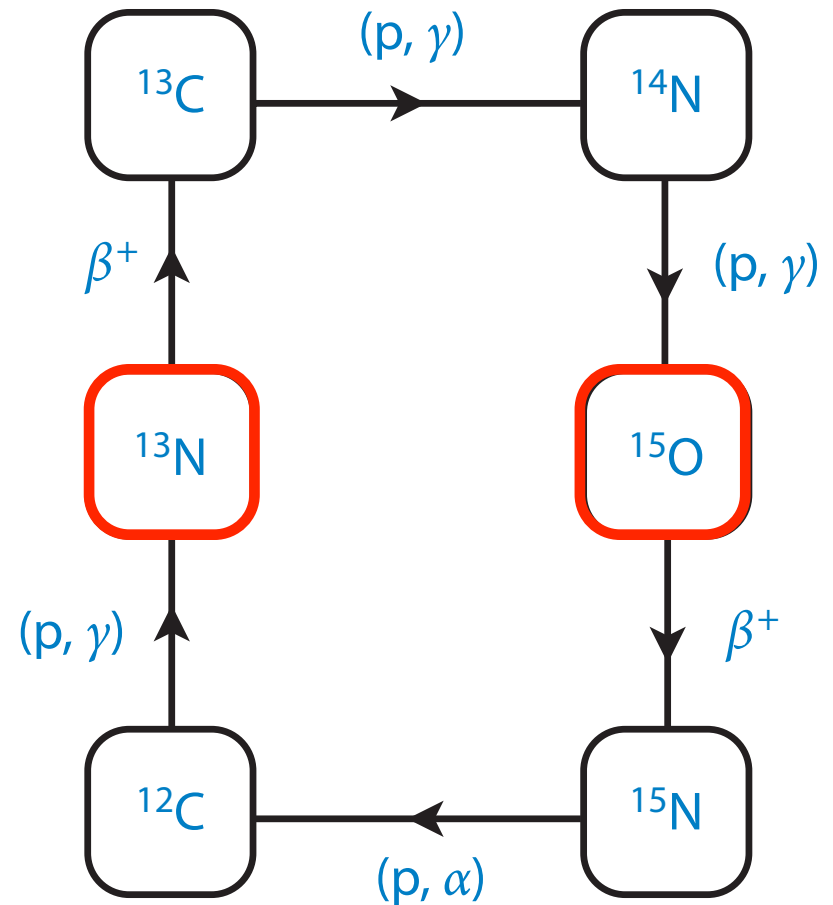 (p, γ)
¹³C
¹⁴N
β⁺
(p, γ)
¹³N
¹⁵O
(p, γ)
β⁺
¹²C
¹⁵N
(p, α)